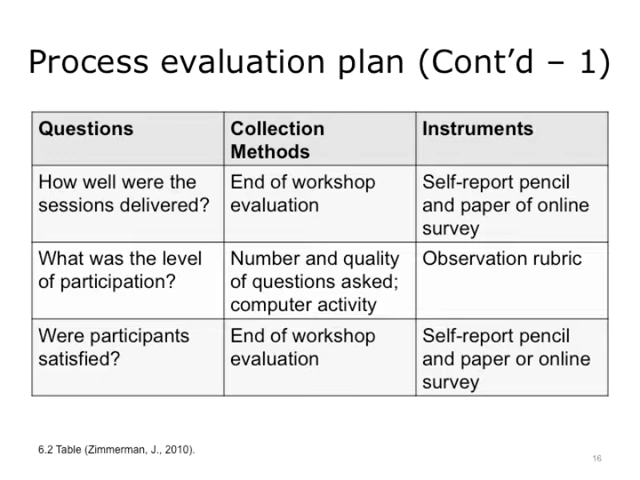 Process evaluation plan (Cont'd – 1)
Questions
Collection
Methods
Instruments
How well were the
sessions delivered?
End of workshop
evaluation
Self-report pencil
and paper of online
survey
What was the level
of participation?
Number and quality
of questions asked;
computer activity
Observation rubric
Were participants
satisfied?
End of workshop
evaluation
Self-report pencil
and paper or online
survey
6.2 Table (Zimmerman, J., 2010).
16